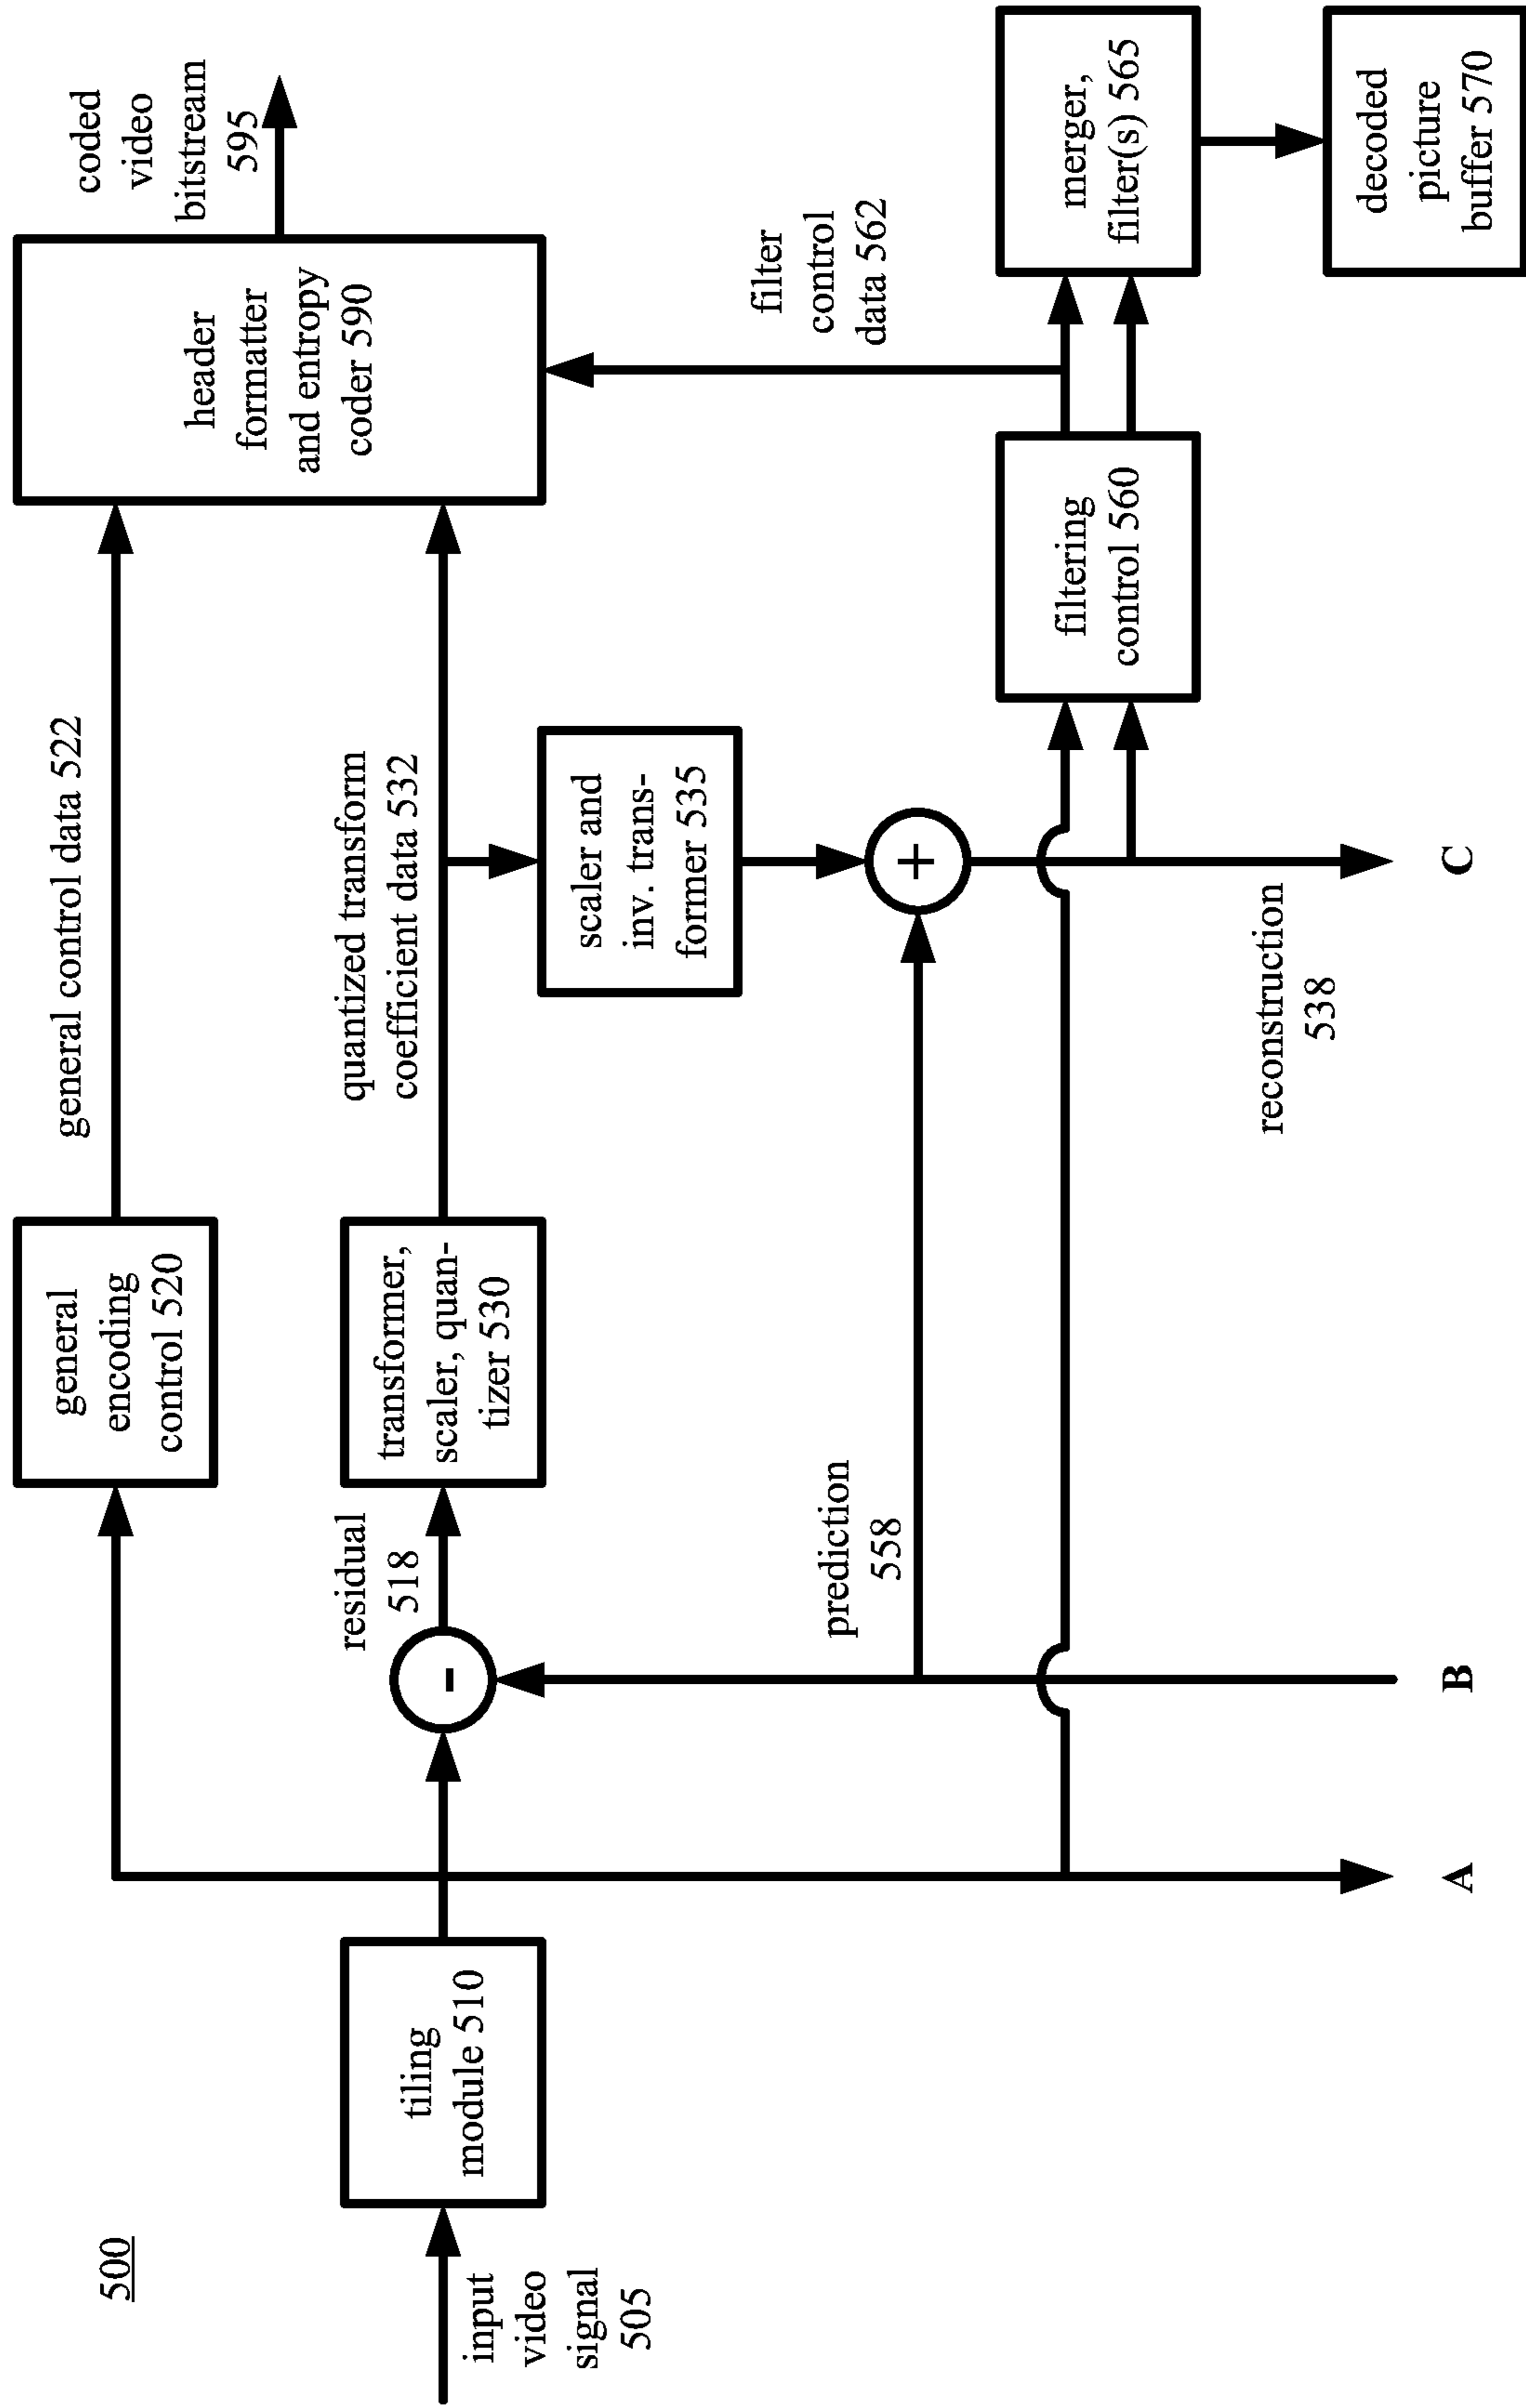 500
input
video
signal
505
tiling
module 510
general
encoding
control 520
general control data 522
residual
518
transformer,
scaler, quan-
tizer 530
quantized transform
coefficient data 532
header
formatter
and entropy
coder 590
coded
video
bitstream
595
scaler and
inv. trans-
former 535
prediction
558
filter
control
data 562
-
+
filtering
control 560
merger,
filter(s) 565
decoded
picture
buffer 570
reconstruction
538
A
B
C